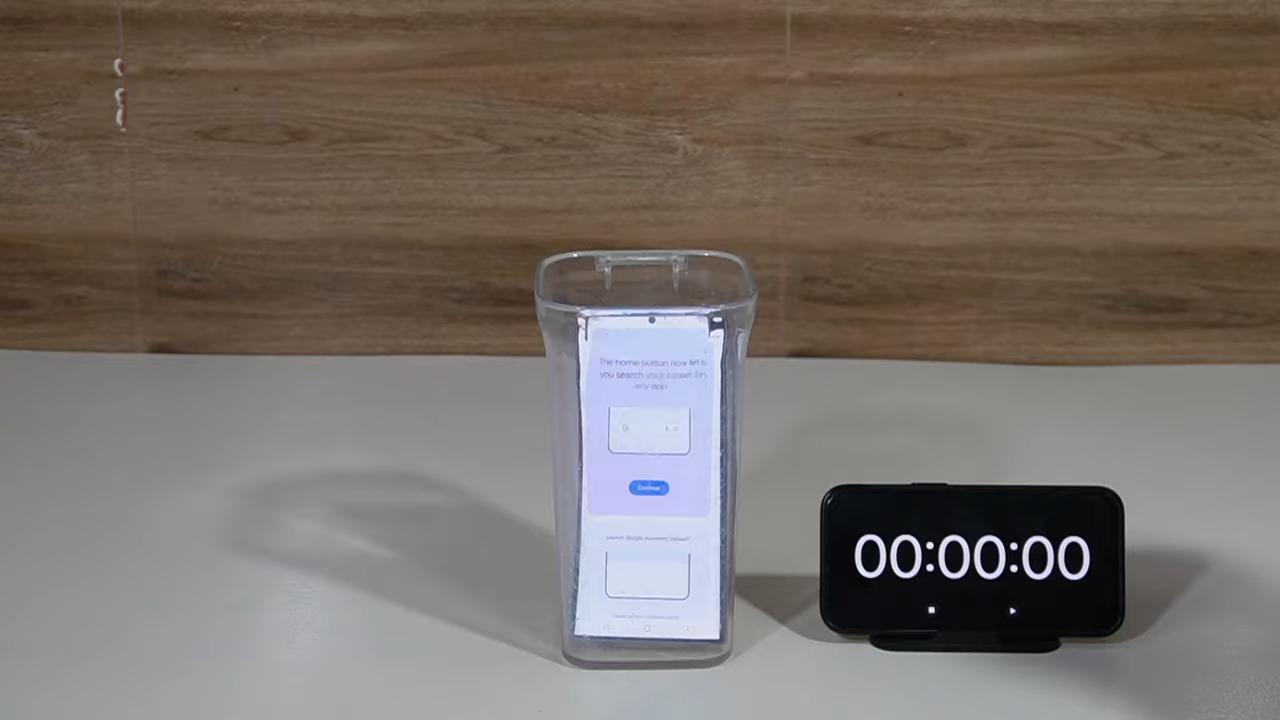 The home button now lets
you search your screen in
any app
G
Continue
00:00:00